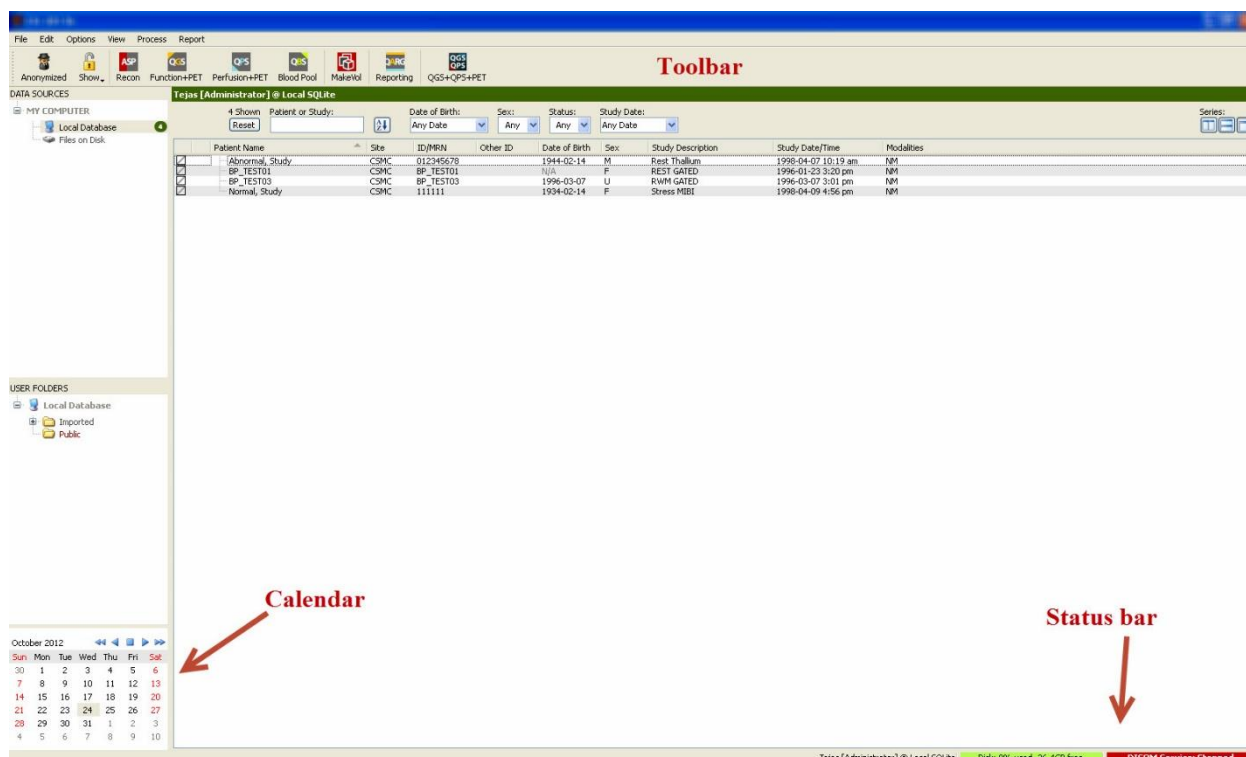 File Edit Options View Process Report
ASP QGS QPS QBS DARG QGS QPS
Anonymized Show Recon Function+PET Perfusion+PET Blood Pool MakeVol Reporting QGS+QPS+PET
Toolbar
DATA SOURCES
MY COMPUTER
Local Database 4
Files on Disk
Tejas [Administrator] @ Local SQLite
4 Shown Patient or Study: Date of Birth: Sex: Status: Study Date: Series:
Reset Any Date Any Any Any Date
Patient Name Site ID/MRN Other ID Date of Birth Sex Study Description Study Date/Time Modalities
Abnormal, Study CSMC 012345678 1944-02-14 M Rest Thallium 1998-04-07 10:19 am NM
BP_TEST01 CSMC BP_TEST01 N/A F REST GATED 1996-01-23 3:20 pm NM
BP_TEST03 CSMC BP_TEST03 1996-03-07 U RWM GATED 1996-03-07 3:01 pm NM
Normal, Study CSMC 111111 1934-02-14 F Stress MIBI 1998-04-09 4:56 pm NM
USER FOLDERS
Local Database
Imported
Public
Calendar
Status bar
October 2012
Sun Mon Tue Wed Thu Fri Sat
30 1 2 3 4 5 6
7 8 9 10 11 12 13
14 15 16 17 18 19 20
21 22 23 24 25 26 27
28 29 30 31 1 2 3
4 5 6 7 8 9 10